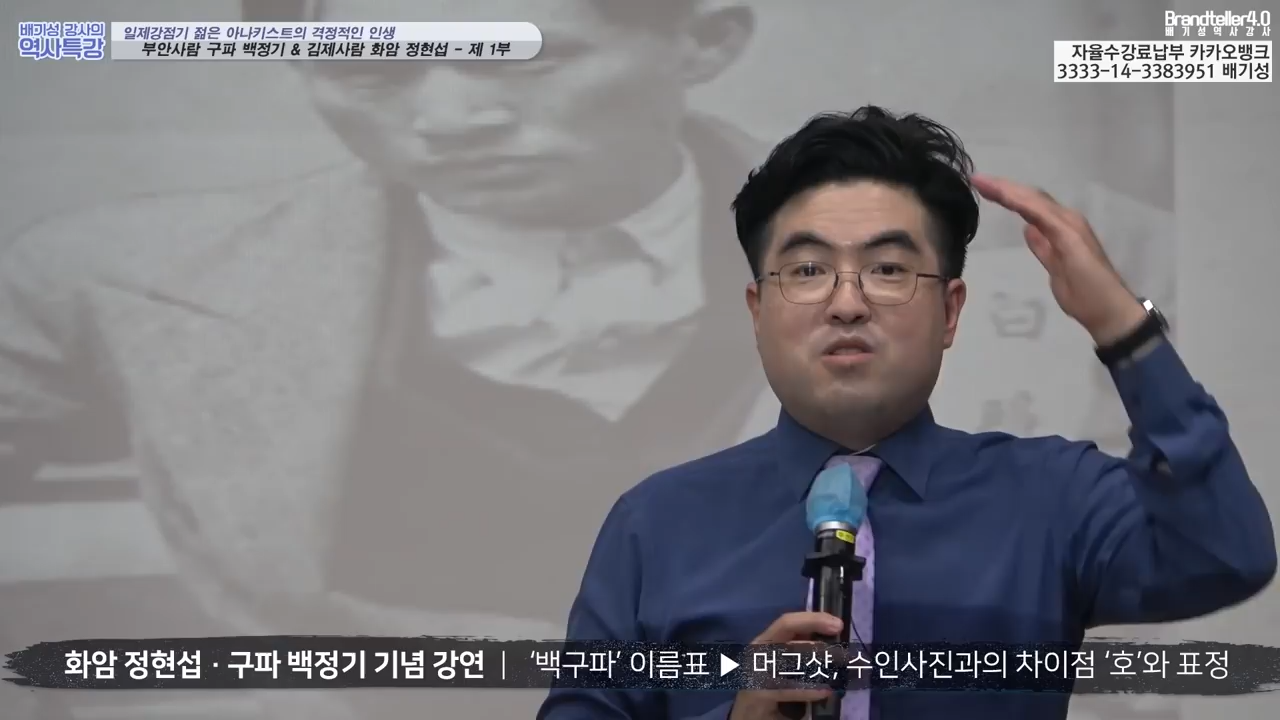 배기성 강사의
역사특강
일제강점기 젊은 아나키스트의 격정적인 인생
부안사람 구파 백정기 & 김제사람 화암 정현섭 - 제 1부
Brandteller4.0
배기성역사강사
자율수강료납부 카카오뱅크
3333-14-3383951 배기성
白
화암 정현섭 · 구파 백정기 기념 강연 | ‘백구파’ 이름표 ▶ 머그샷, 수인사진과의 차이점 ‘호’와 표정